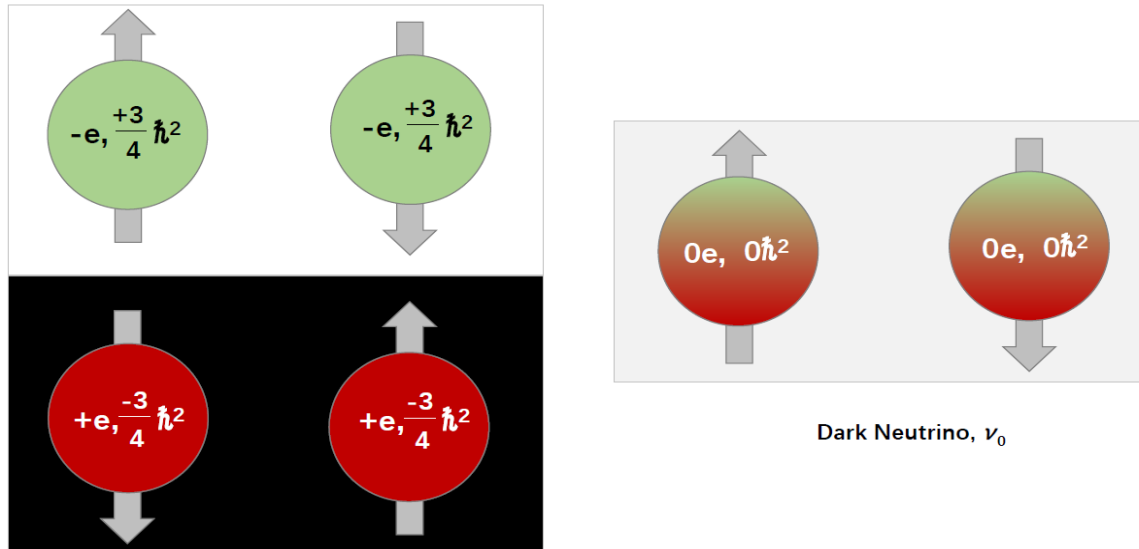 -e, +3/4 ℏ²
-e, +3/4 ℏ²
+e, -3/4 ℏ²
+e, -3/4 ℏ²
0e, 0ℏ²
0e, 0ℏ²
Dark Neutrino, ν₀